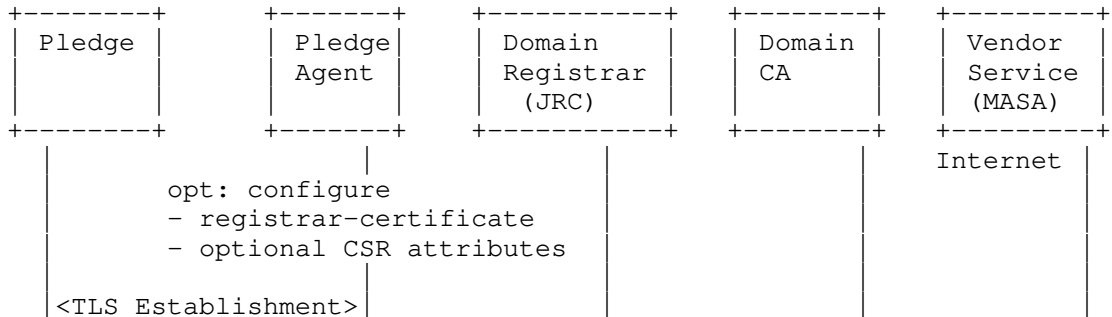 Pledge Pledge Domain Domain Vendor
Agent Registrar CA Service
(JRC) (MASA)
Internet
opt: configure
- registrar-certificate
- optional CSR attributes
<TLS Establishment>